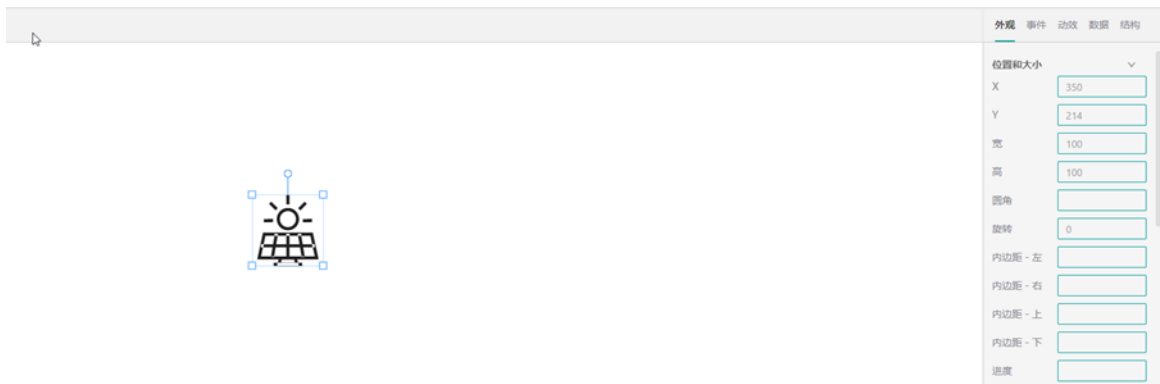 外观 事件 动效 数据 结构
位置和大小
X 350
Y 214
宽 100
高 100
圆角
旋转 0
内边距 - 左
内边距 - 右
内边距 - 上
内边距 - 下
进度